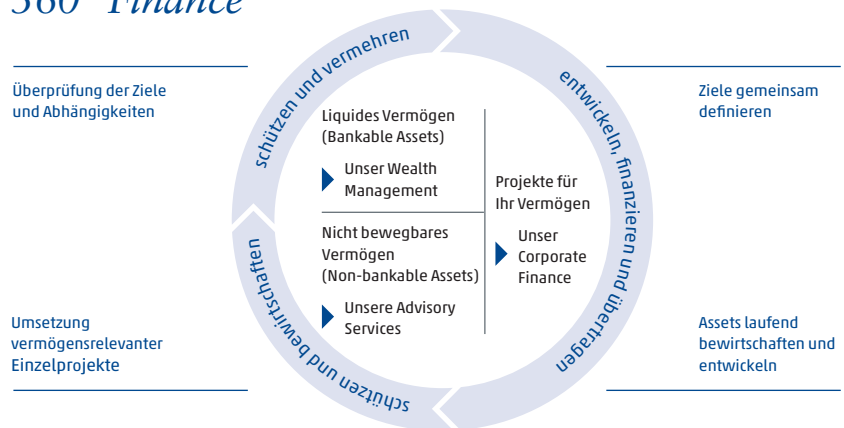 360° Finance
schützen und vermehren
entwickeln, finanzieren und übertragen
schützen und bewirtschaften
Überprüfung der Ziele
und Abhängigkeiten
Ziele gemeinsam
definieren
Liquides Vermögen
(Bankable Assets)
Unser Wealth
Management
Nicht bewegbares
Vermögen
(Non-bankable Assets)
Unsere Advisory
Services
Projekte für
Ihr Vermögen
Unser
Corporate
Finance
Umsetzung
vermögensrelevanter
Einzelprojekte
Assets laufend
bewirtschaften und
entwickeln